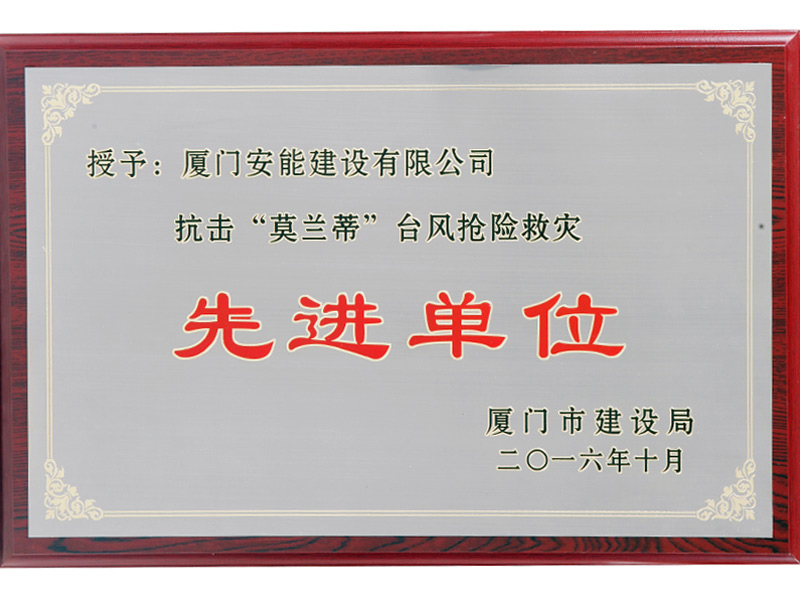 授予：厦门安能建设有限公司
抗击“莫兰蒂”台风抢险救灾
先进单位
厦门市建设局
二〇一六年十月